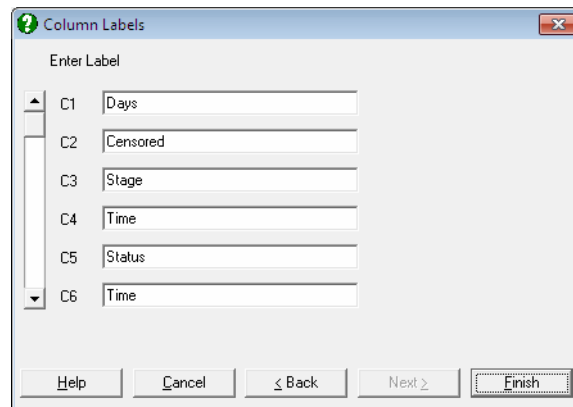 Column Labels
Enter Label
C1 Days
C2 Censored
C3 Stage
C4 Time
C5 Status
C6 Time
Help Cancel < Back Next > Finish